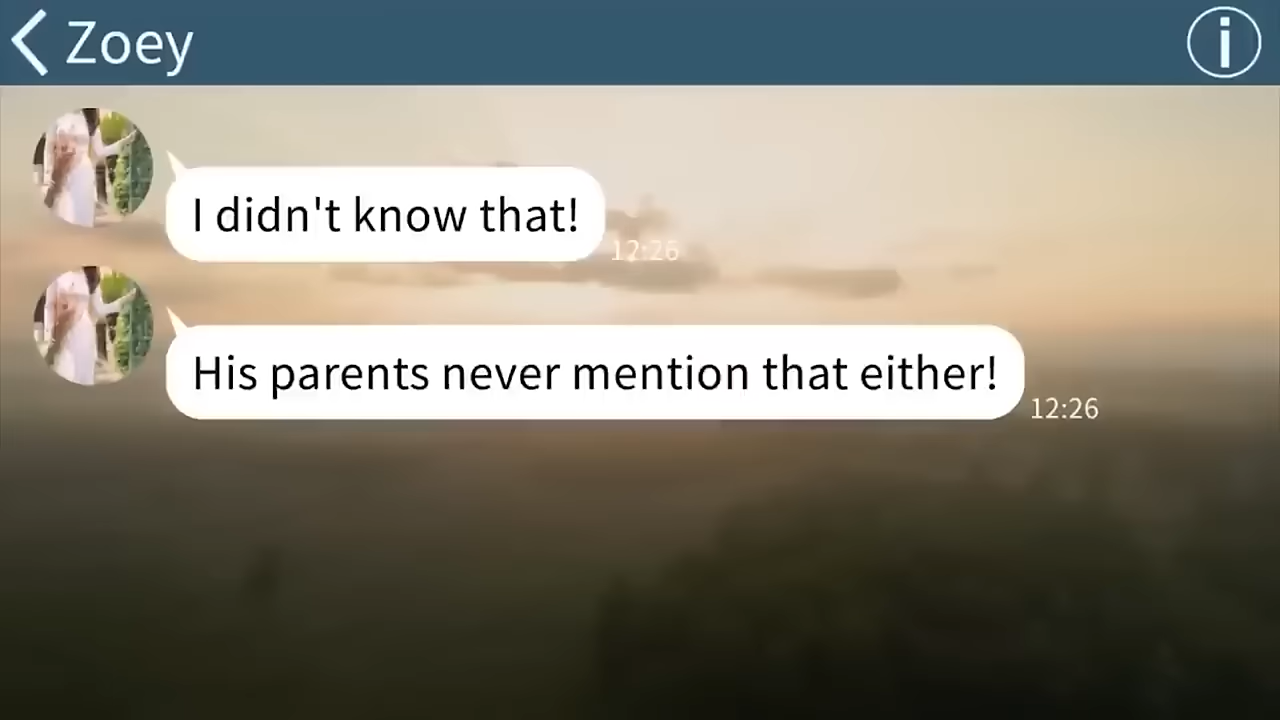 Zoey
I didn't know that!
12:26
His parents never mention that either!
12:26